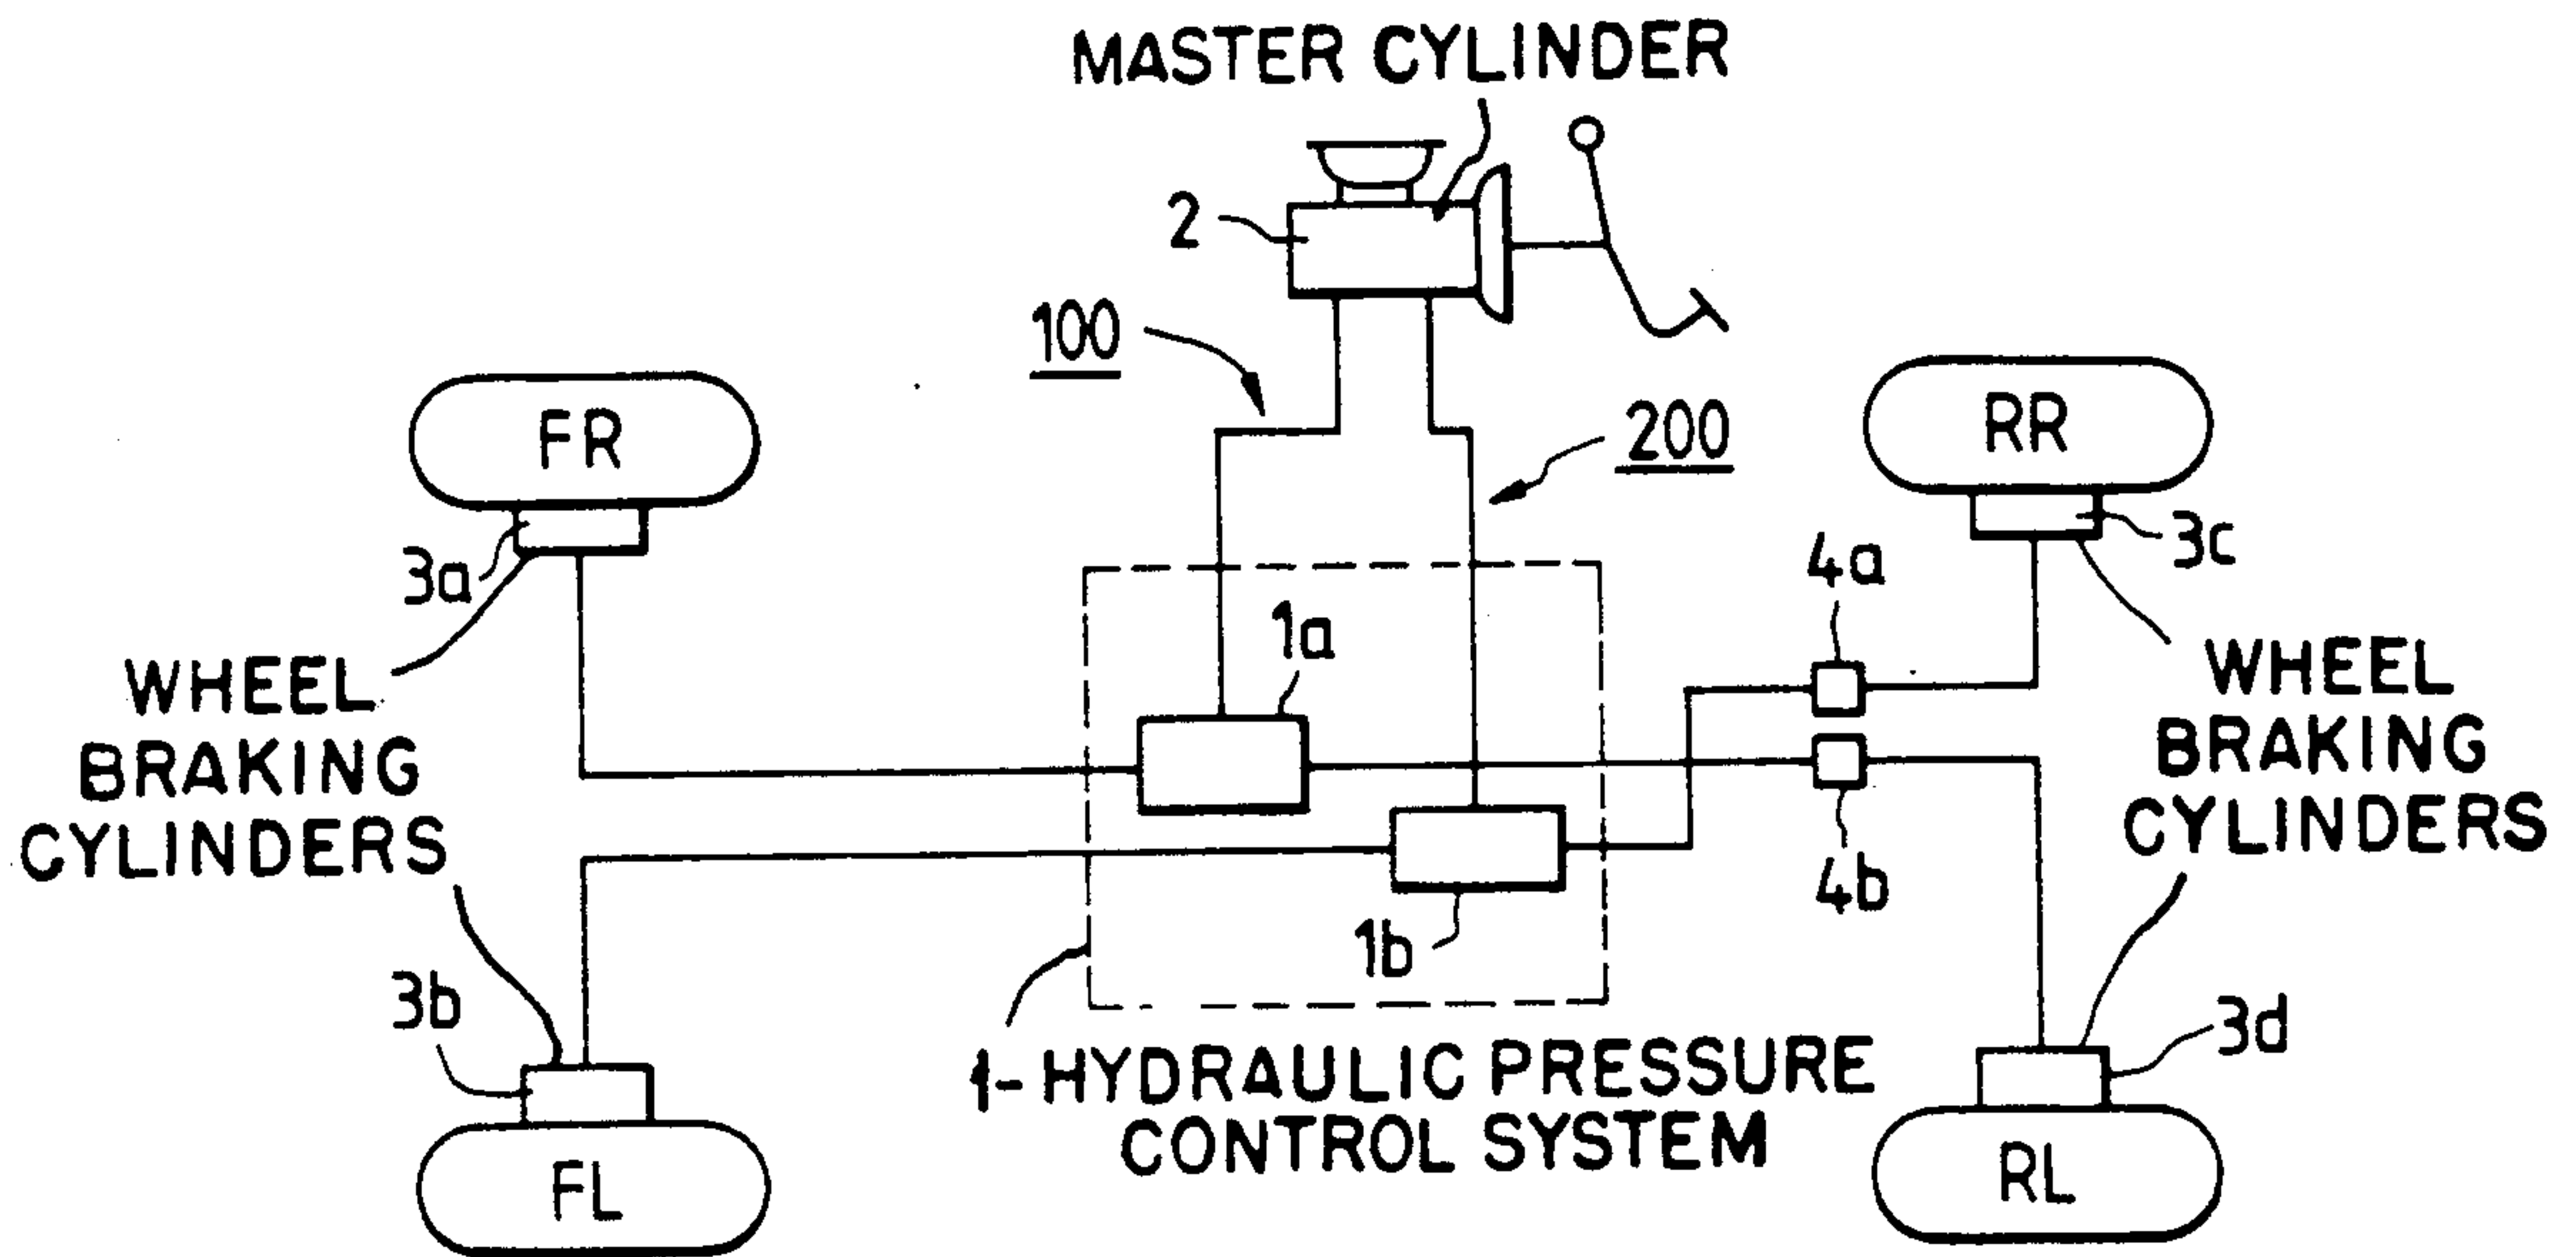 MASTER CYLINDER
2
100
200
FR
RR
3a
3c
4a
1a
WHEEL
BRAKING
CYLINDERS
WHEEL
BRAKING
CYLINDERS
4b
1b
3b
3d
1-HYDRAULIC PRESSURE
CONTROL SYSTEM
FL
RL